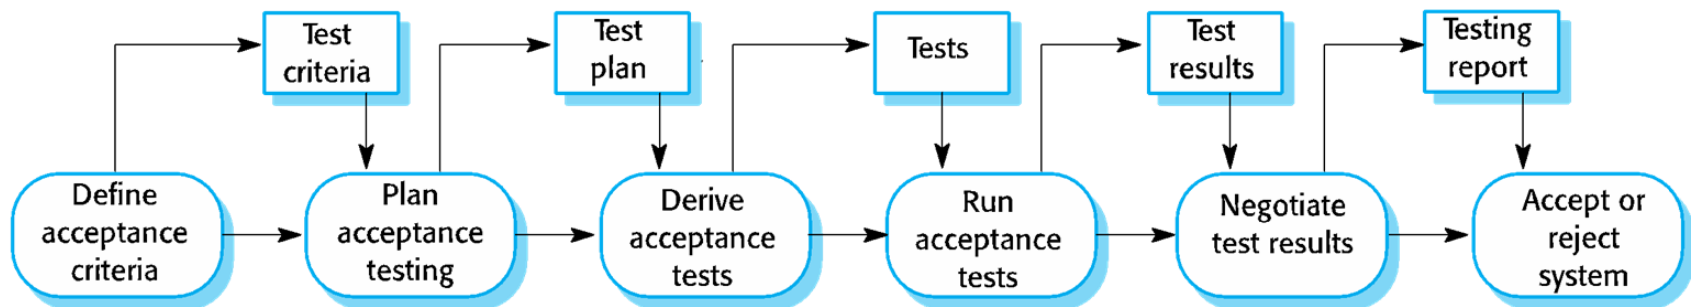 Test
criteria
Test
plan
Tests
Test
results
Testing
report
Define
acceptance
criteria
Plan
acceptance
testing
Derive
acceptance
tests
Run
acceptance
tests
Negotiate
test results
Accept or
reject
system